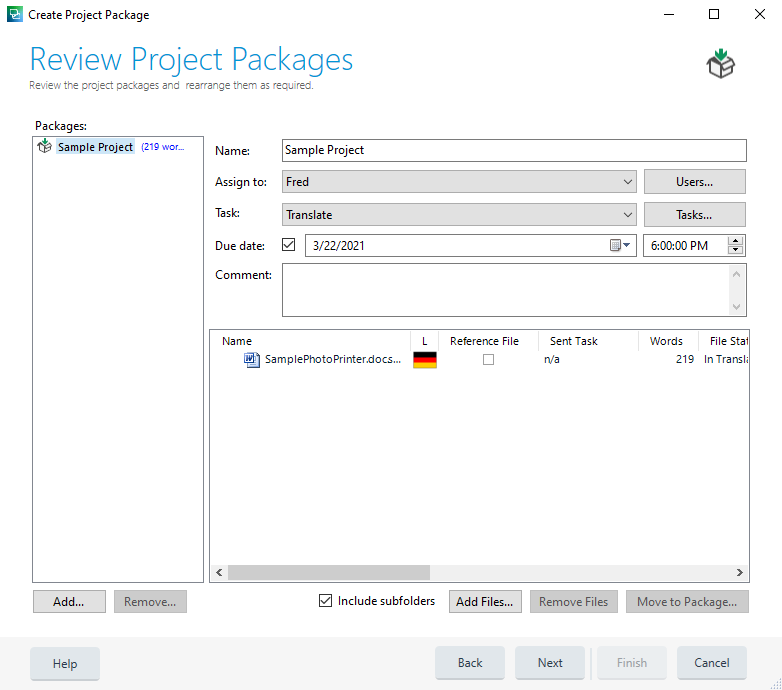 Create Project Package
Review Project Packages
Review the project packages and rearrange them as required.
Packages:
Sample Project (219 wor...
Name: Sample Project
Assign to: Fred Users...
Task: Translate Tasks...
Due date: 3/22/2021 6:00:00 PM
Comment:
Name L Reference File Sent Task Words File Stat
SamplePhotoPrinter.docs... n/a 219 In Transla
Add... Remove... Include subfolders Add Files... Remove Files Move to Package...
Help Back Next Finish Cancel